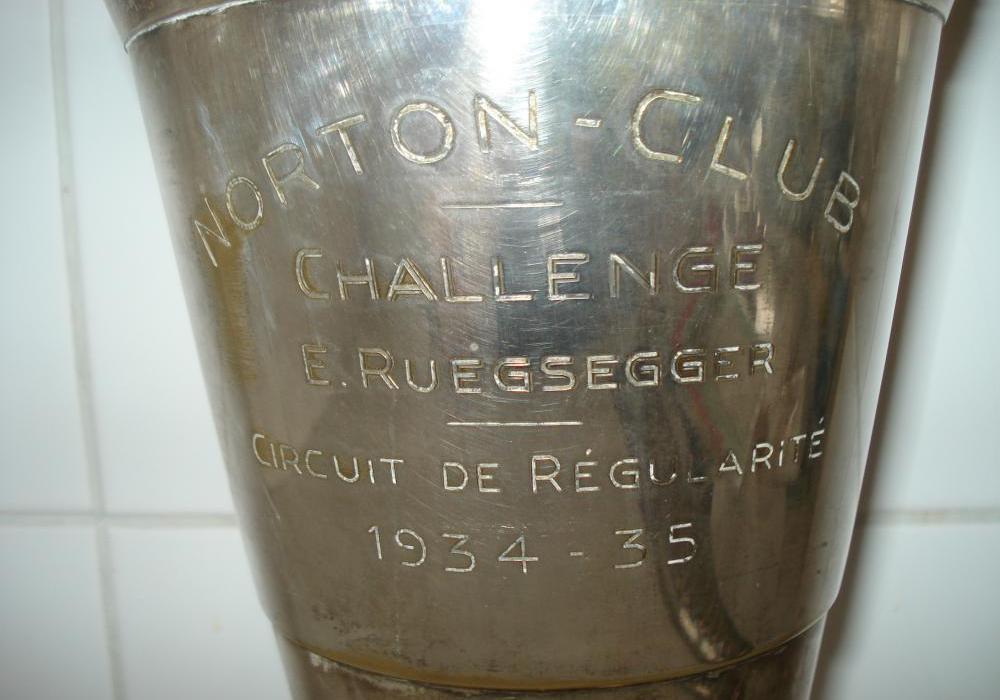 NORTON-CLUB
CHALLENGE
E. RUEGSEGGER
CIRCUIT DE RÉGULARITÉ
1934-35